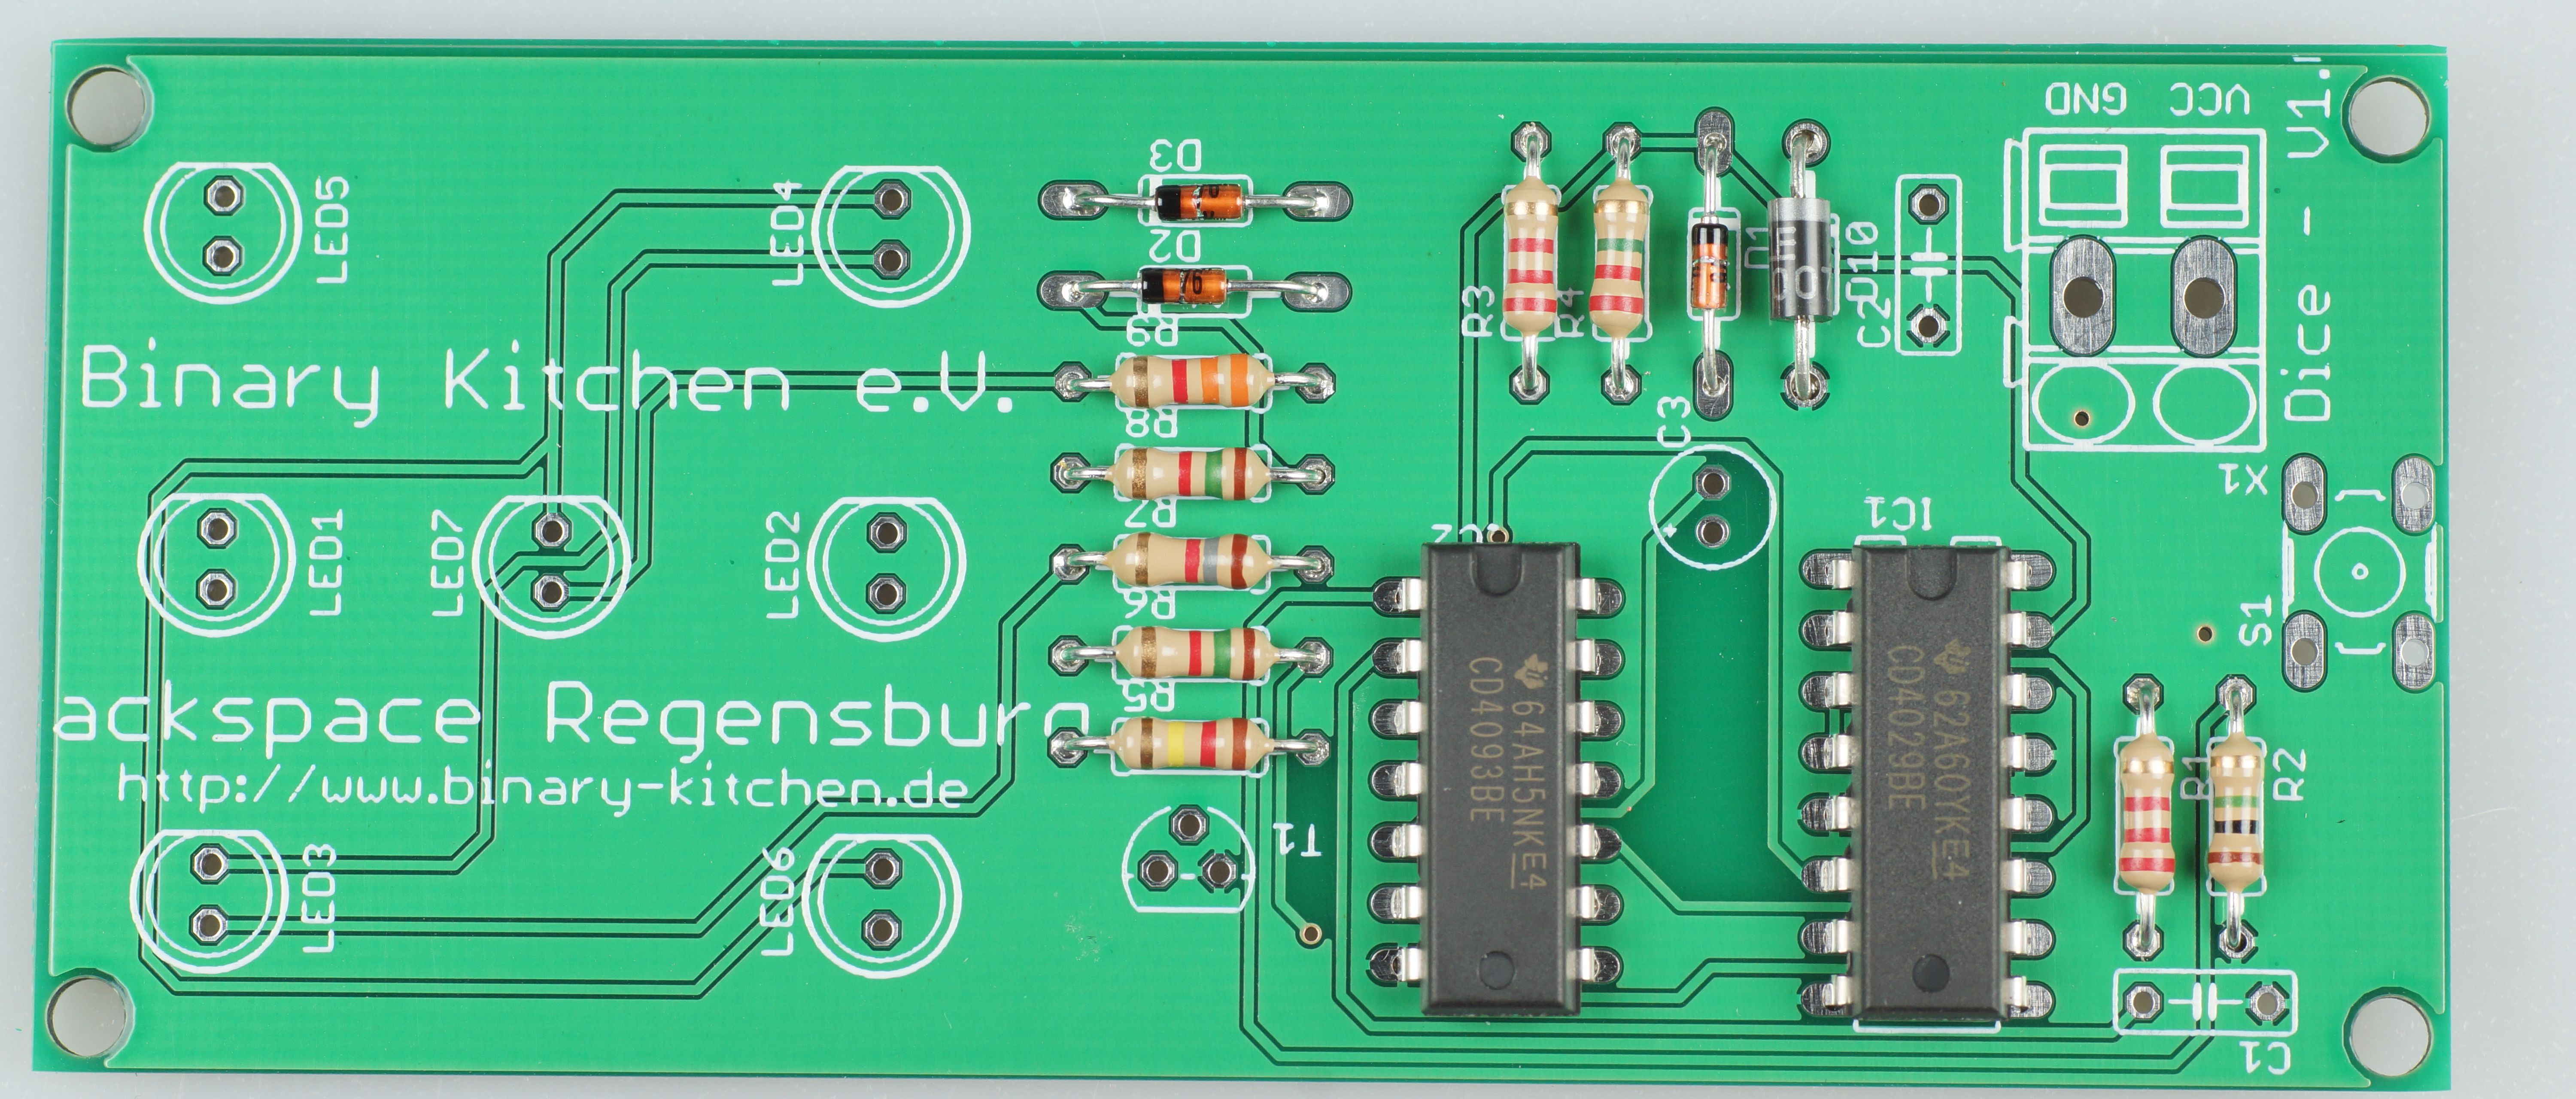 GND VCC
Dice - V1.
D3
LED5
LED4
D2
D1
D10
R3
R4
C2
R9
Binary Kitchen e.V.
R8
C3
X1
R7
IC1
LED1
LED7
LED2
R6
S1
R5
64AH5NKE4
CD4093BE
62A60YKE4
CD4029BE
ackspace Regensbur
http://www.binary-kitchen.de
R1
R2
T1
LED3
LED6
C1